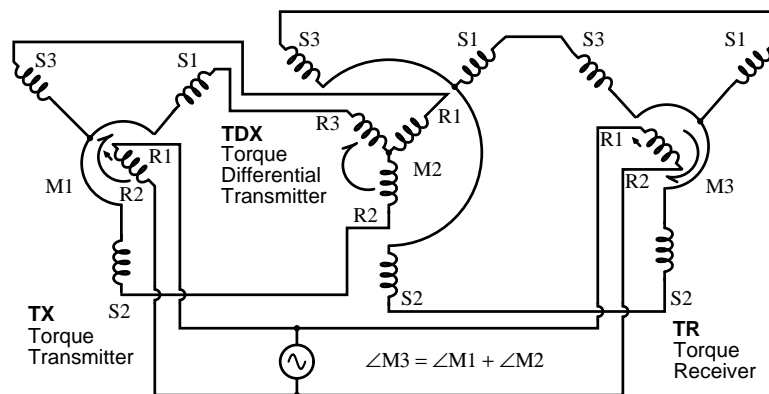 S3
S1
S3
S1
S3
S1
R3
R1
TDX
Torque
Differential
Transmitter
R1
R1
M2
M1
R2
R2
M3
R2
S2
S2
S2
TX
Torque
Transmitter
TR
Torque
Receiver
∠M3 = ∠M1 + ∠M2